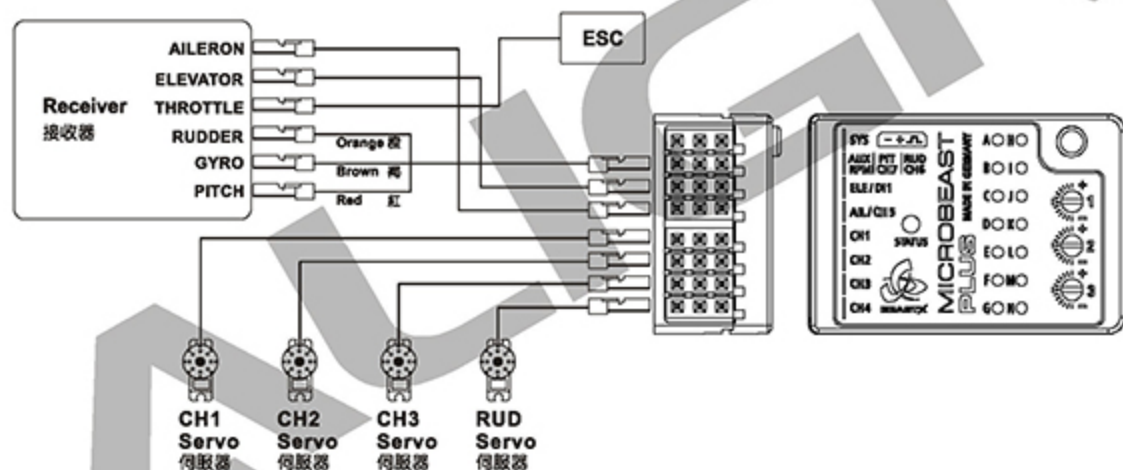 AILERON
ELEVATOR
THROTTLE
RUDDER
GYRO
PITCH
Receiver
接收器
Orange 橙
Brown 褐
Red 紅
ESC
SYS
AUX PIT RUD
RPM CH7 CH6
ELE/DI1
AIL/CH5
CH1
CH2
CH3
CH4
STATUS
BEASTX
MICROBEAST
PLUS
MADE IN GERMANY
A H
B I
C J
D K
E L
F M
G N
1
2
3
CH1
Servo
伺服器
CH2
Servo
伺服器
CH3
Servo
伺服器
RUD
Servo
伺服器